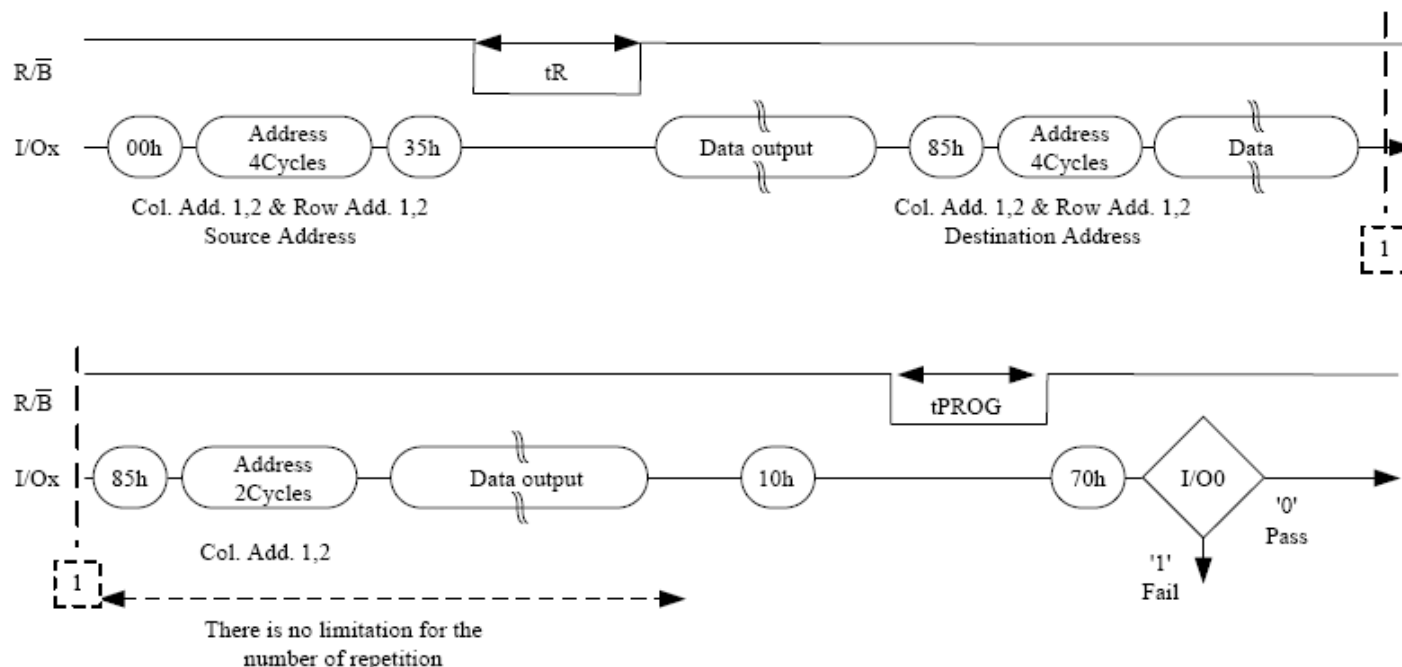 R/B̅
tR
I/Ox
00h
Address
4Cycles
35h
Data output
85h
Address
4Cycles
Data
Col. Add. 1,2 & Row Add. 1,2
Source Address
Col. Add. 1,2 & Row Add. 1,2
Destination Address
1
R/B̅
tPROG
I/Ox
85h
Address
2Cycles
Data output
10h
70h
I/O0
'0'
Pass
'1'
Fail
Col. Add. 1,2
1
There is no limitation for the
number of repetition